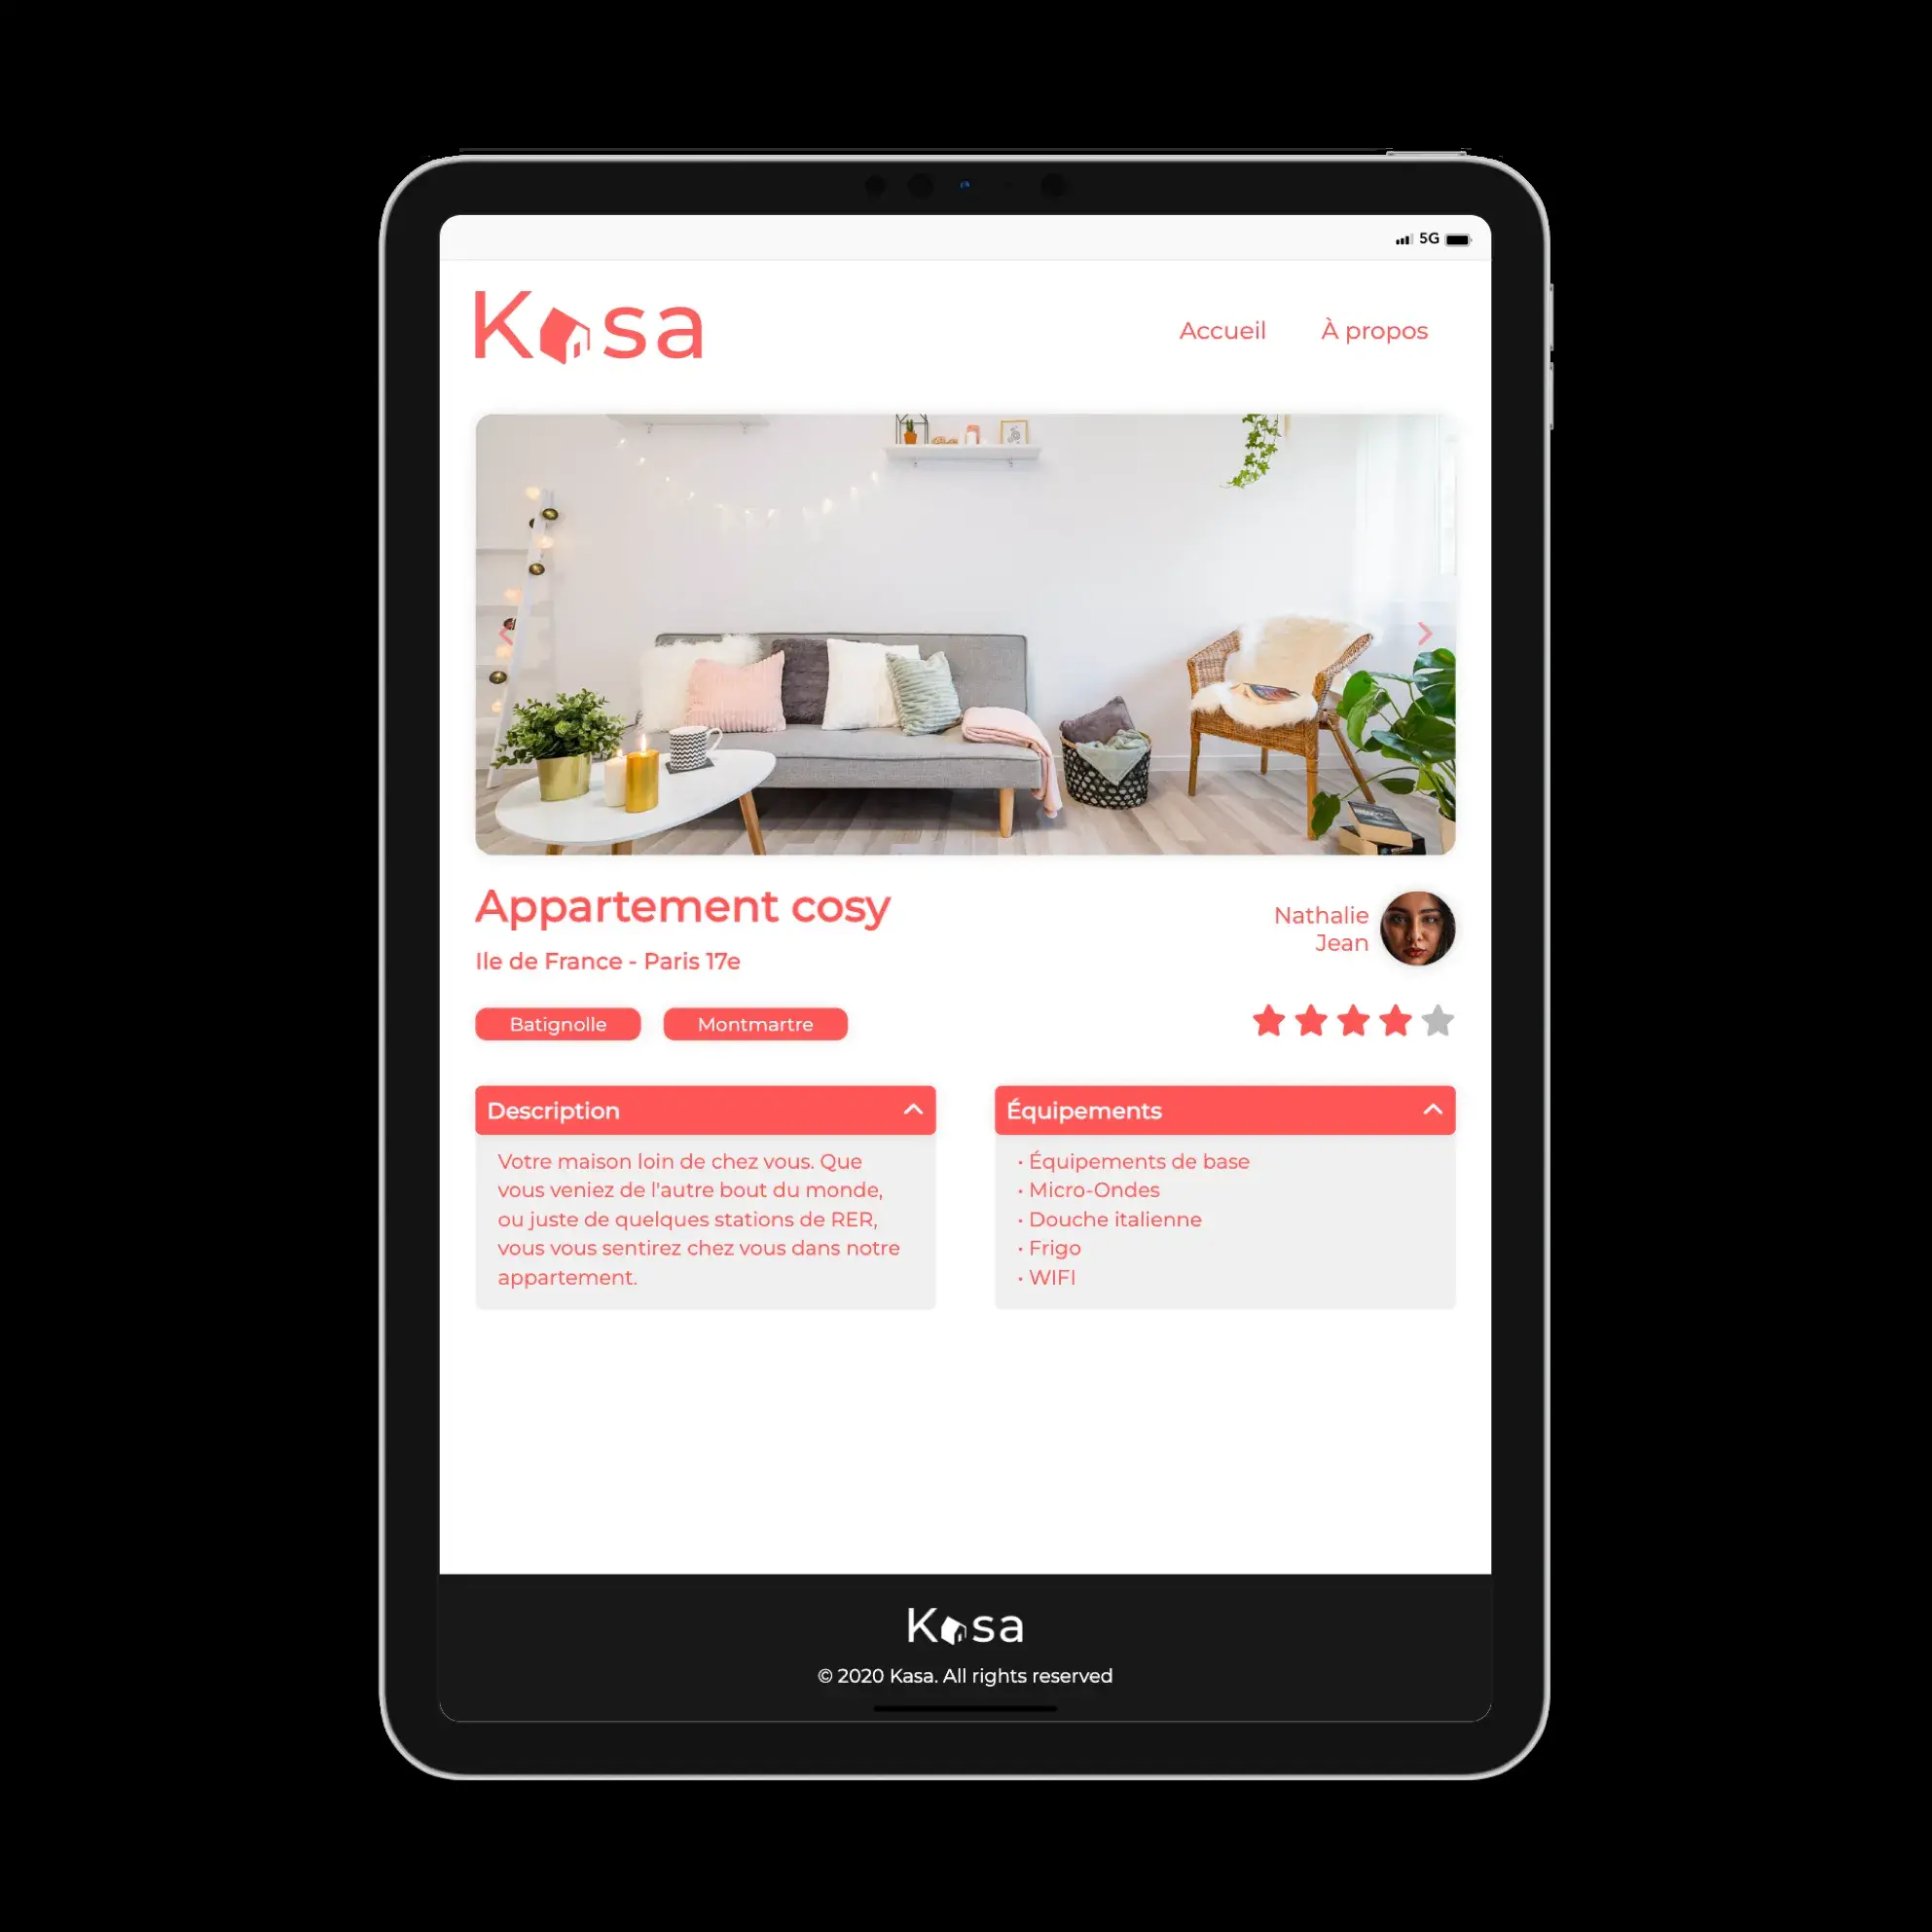 5G
Kasa
Accueil
À propos
Appartement cosy
Ile de France - Paris 17e
Nathalie
Jean
Batignolle
Montmartre
Description
Votre maison loin de chez vous. Que
vous veniez de l'autre bout du monde,
ou juste de quelques stations de RER,
vous vous sentirez chez vous dans notre
appartement.
Équipements
• Équipements de base
• Micro-Ondes
• Douche italienne
• Frigo
• WIFI
Kasa
© 2020 Kasa. All rights reserved